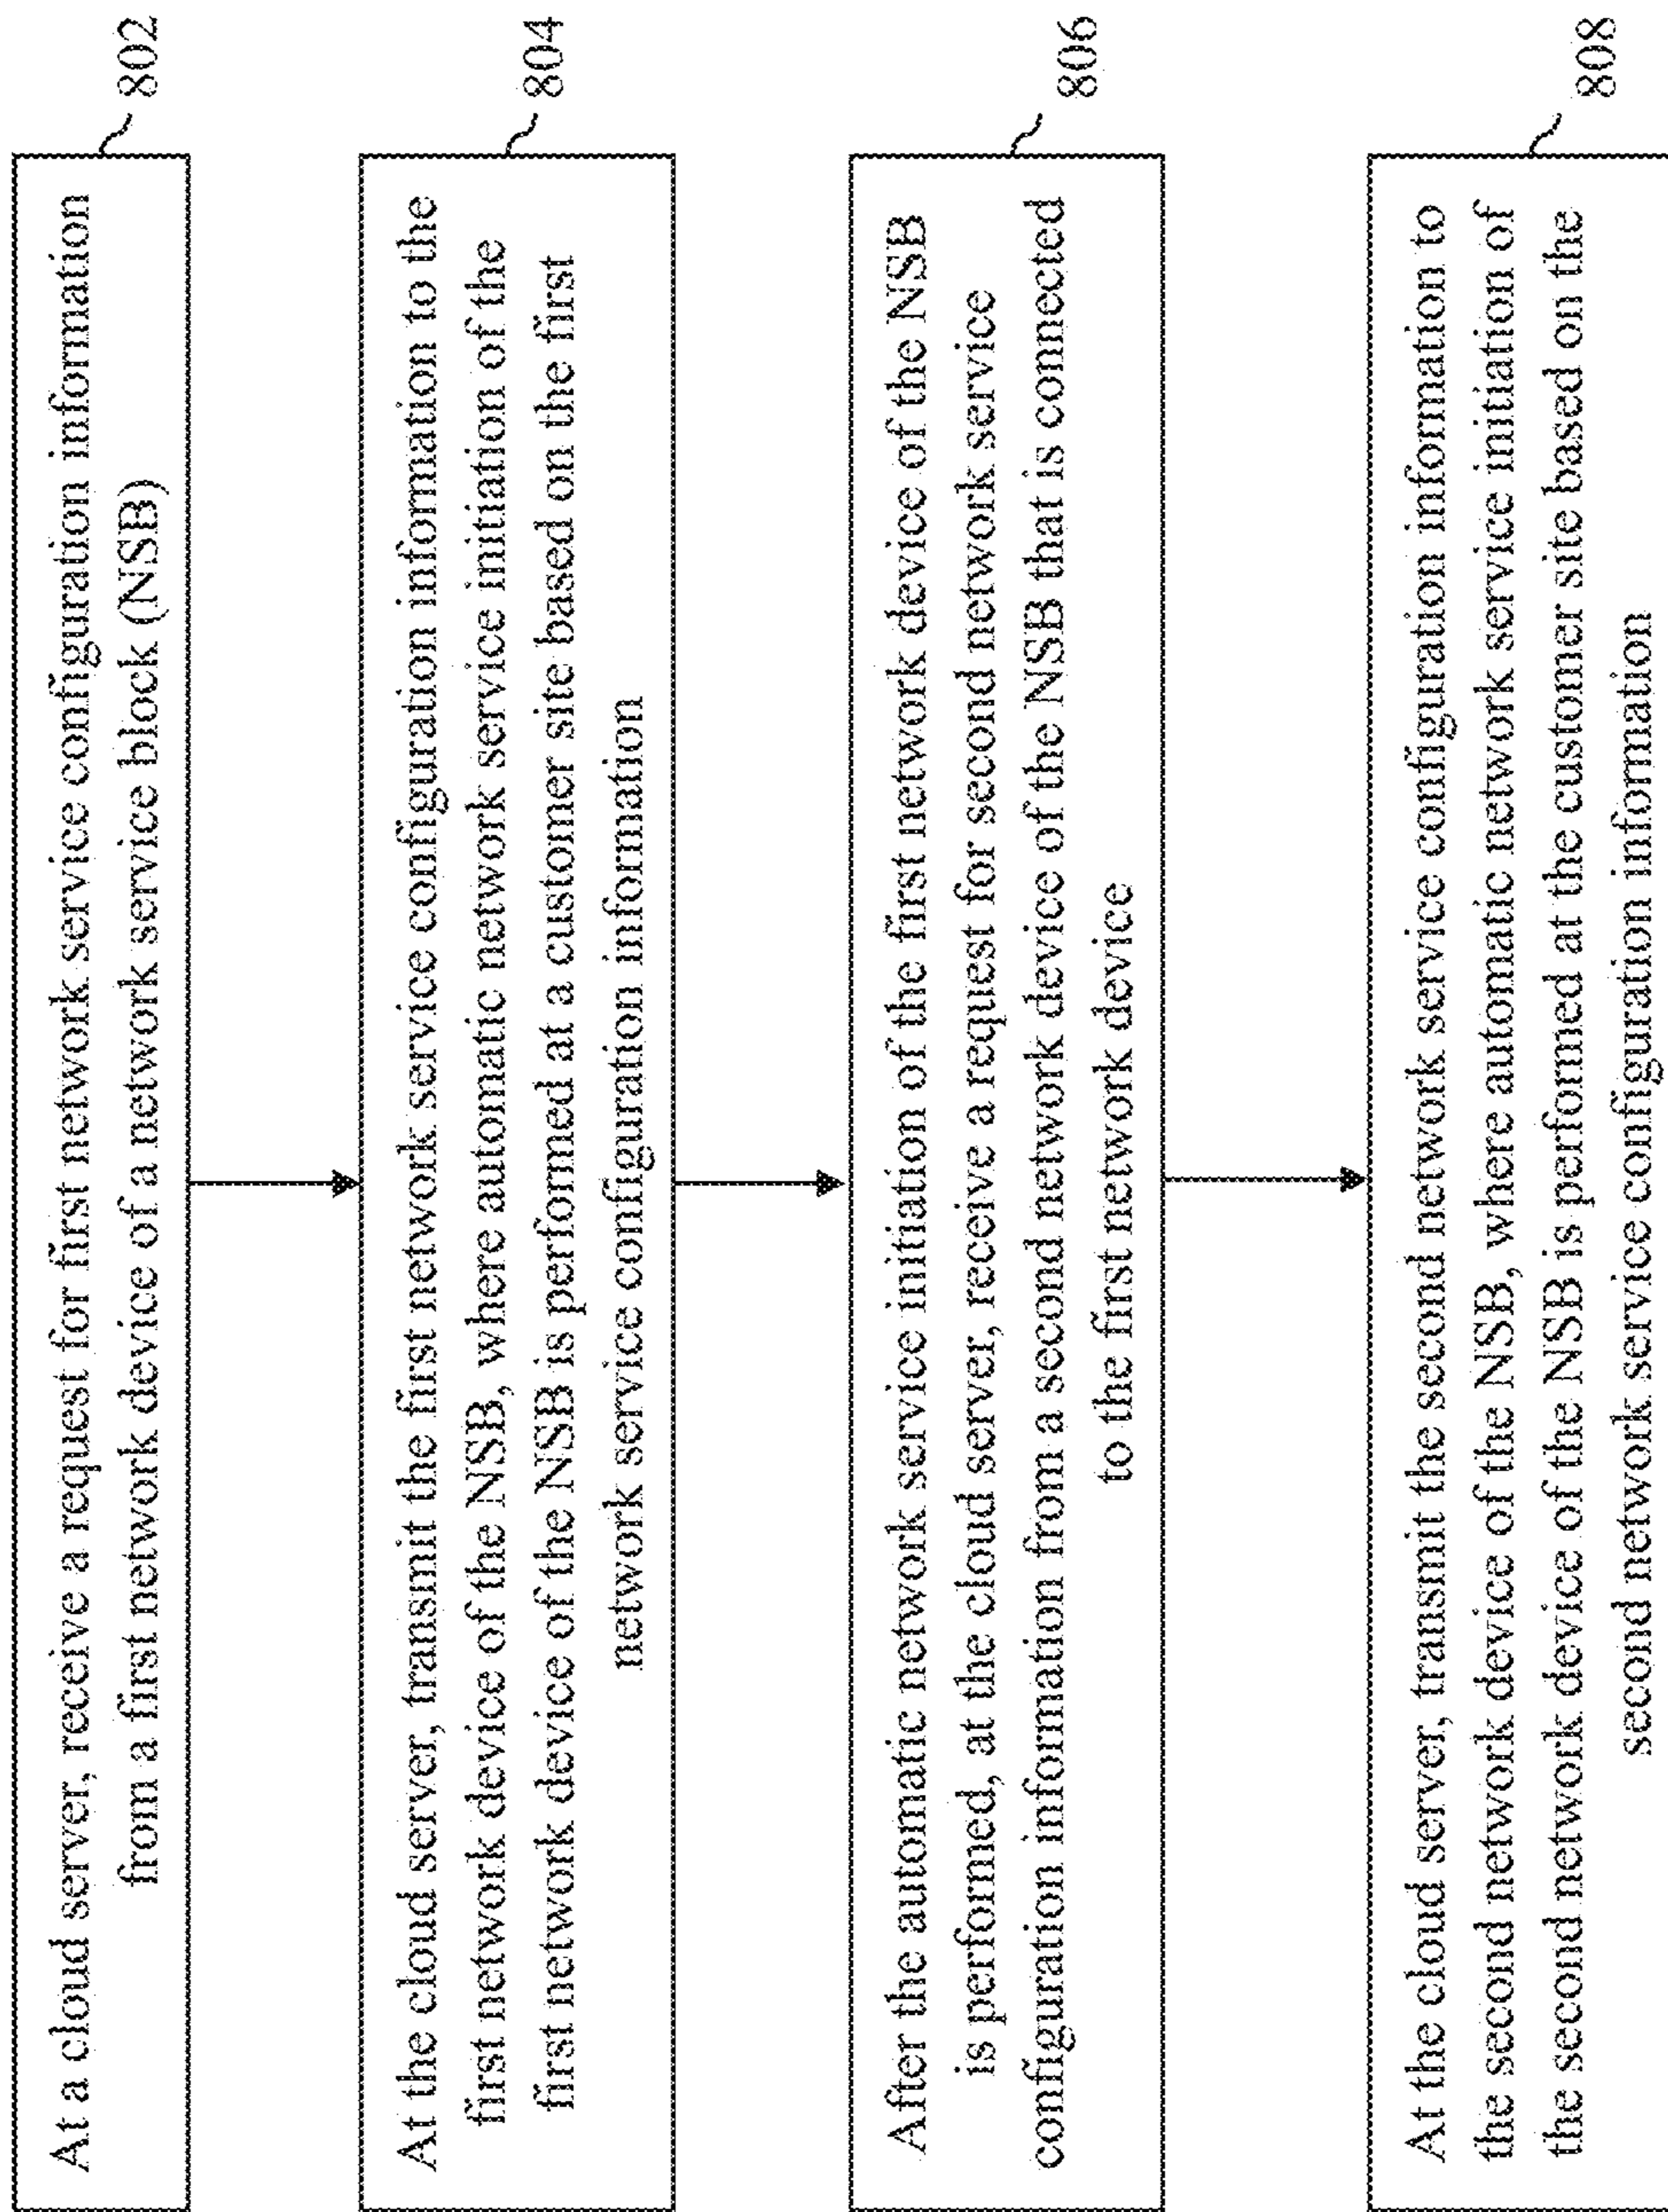 At a cloud server, receive a request for first network service configuration information
from a first network device of a network service block (NSB)
802
At the cloud server, transmit the first network service configuration information to the
first network device of the NSB, where automatic network service initiation of the
first network device of the NSB is performed at a customer site based on the first
network service configuration information
804
After the automatic network service initiation of the first network device of the NSB
is performed, at the cloud server, receive a request for second network service
configuration information from a second network device of the NSB that is connected
to the first network device
806
At the cloud server, transmit the second network service configuration information to
the second network device of the NSB, where automatic network service initiation of
the second network device of the NSB is performed at the customer site based on the
second network service configuration information
808